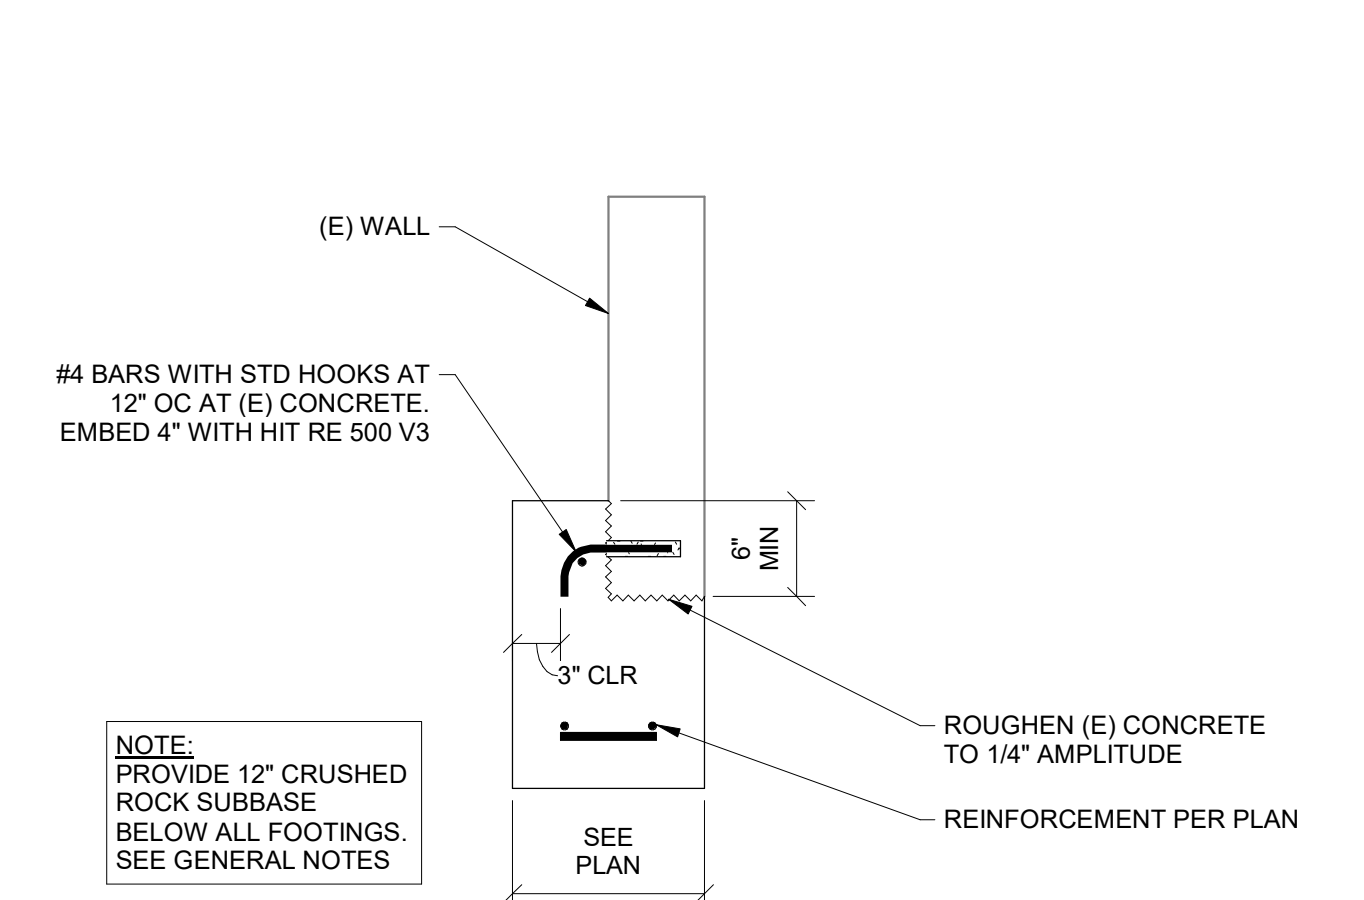 (E) WALL
#4 BARS WITH STD HOOKS AT
12" OC AT (E) CONCRETE.
EMBED 4" WITH HIT RE 500 V3
6"
MIN
3" CLR
ROUGHEN (E) CONCRETE
TO 1/4" AMPLITUDE
REINFORCEMENT PER PLAN
NOTE:
PROVIDE 12" CRUSHED
ROCK SUBBASE
BELOW ALL FOOTINGS.
SEE GENERAL NOTES
SEE
PLAN